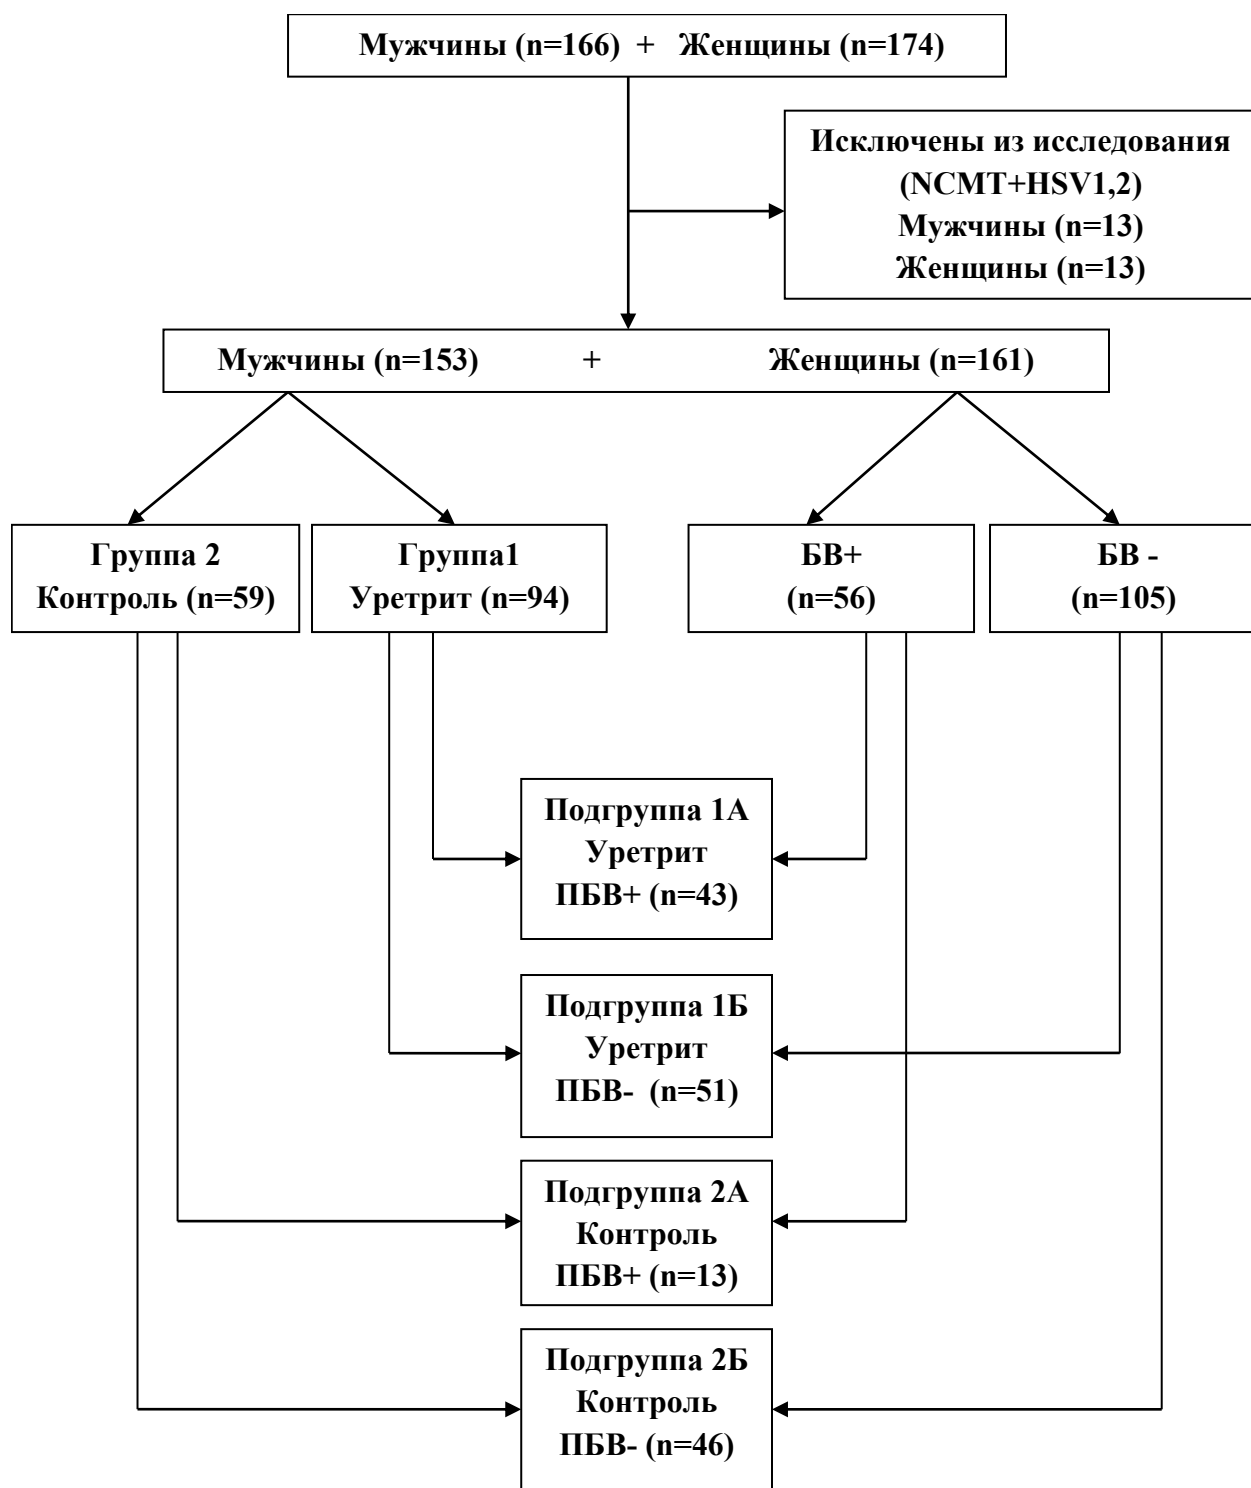 Мужчины (n=166) + Женщины (n=174)
Исключены из исследования
(NCMT+HSV1,2)
Мужчины (n=13)
Женщины (n=13)
Мужчины (n=153) + Женщины (n=161)
Группа 2
Контроль (n=59)
Группа1
Уретрит (n=94)
БВ+
(n=56)
БВ -
(n=105)
Подгруппа 1А
Уретрит
ПБВ+ (n=43)
Подгруппа 1Б
Уретрит
ПБВ- (n=51)
Подгруппа 2А
Контроль
ПБВ+ (n=13)
Подгруппа 2Б
Контроль
ПБВ- (n=46)